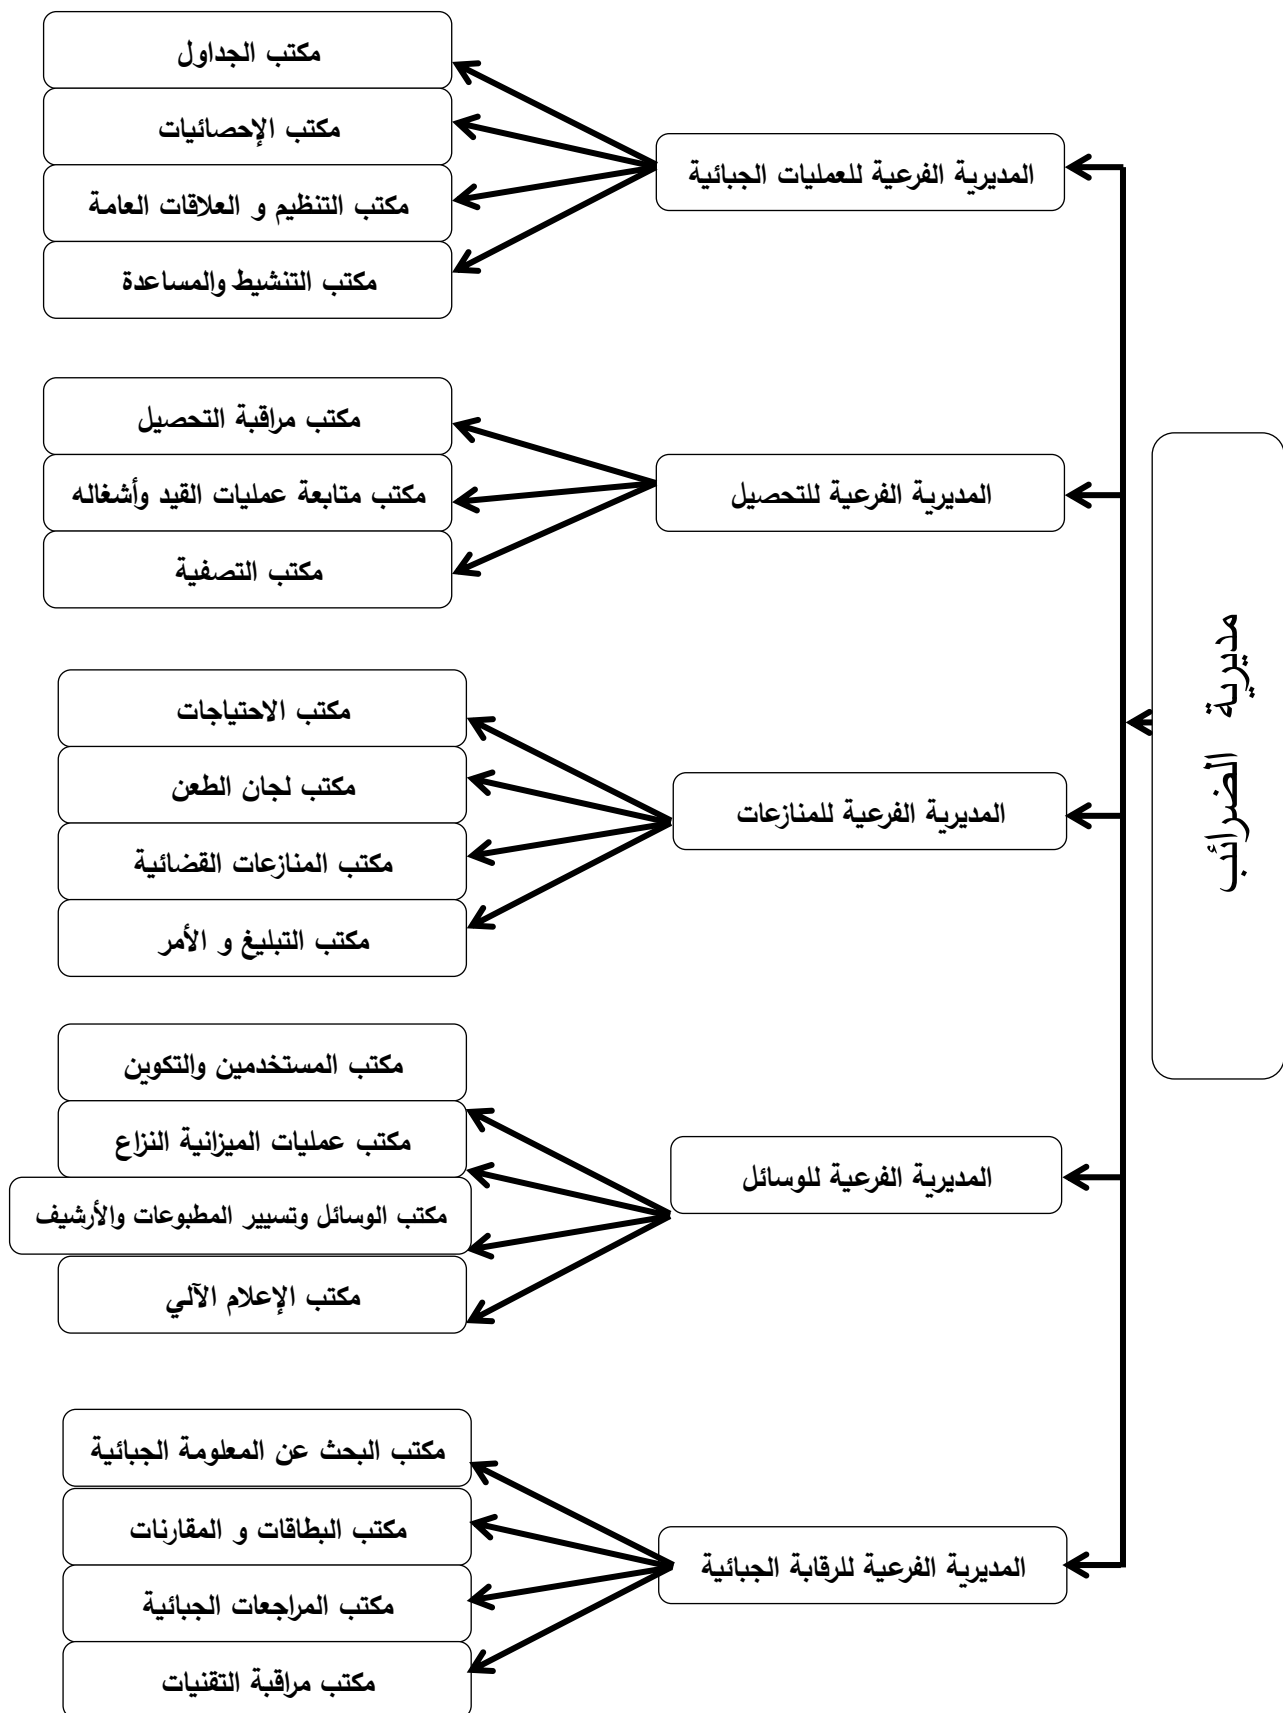 مديرية الضرائب
المديرية الفرعية للعمليات الجبائية
مكتب الجداول
مكتب الإحصائيات
مكتب التنظيم و العلاقات العامة
مكتب التنشيط والمساعدة
المديرية الفرعية للتحصيل
مكتب مراقبة التحصيل
مكتب متابعة عمليات القيد وأشغاله
مكتب التصفية
المديرية الفرعية للمنازعات
مكتب الاحتياجات
مكتب لجان الطعن
مكتب المنازعات القضائية
مكتب التبليغ و الأمر
المديرية الفرعية للوسائل
مكتب المستخدمين والتكوين
مكتب عمليات الميزانية النزاع
مكتب الوسائل وتسيير المطبوعات والأرشيف
مكتب الإعلام الآلي
المديرية الفرعية للرقابة الجبائية
مكتب البحث عن المعلومة الجبائية
مكتب البطاقات و المقارنات
مكتب المراجعات الجبائية
مكتب مراقبة التقنيات